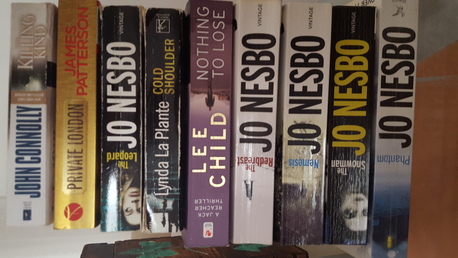 JOHN CONNOLLY
KILLING
KIND
PRIVATE LONDON
JAMES
PATTERSON
The Leopard
JO NESBO
VINTAGE
Lynda La Plante
COLD
SHOULDER
A JACK
REACHER
THRILLER
LEE
CHILD
NOTHING
TO LOSE
The Redbreast
JO NESBO
VINTAGE
Nemesis
JO NESBO
VINTAGE
The Snowman
JO NESBO
VINTAGE
Phantom
JO NESBO